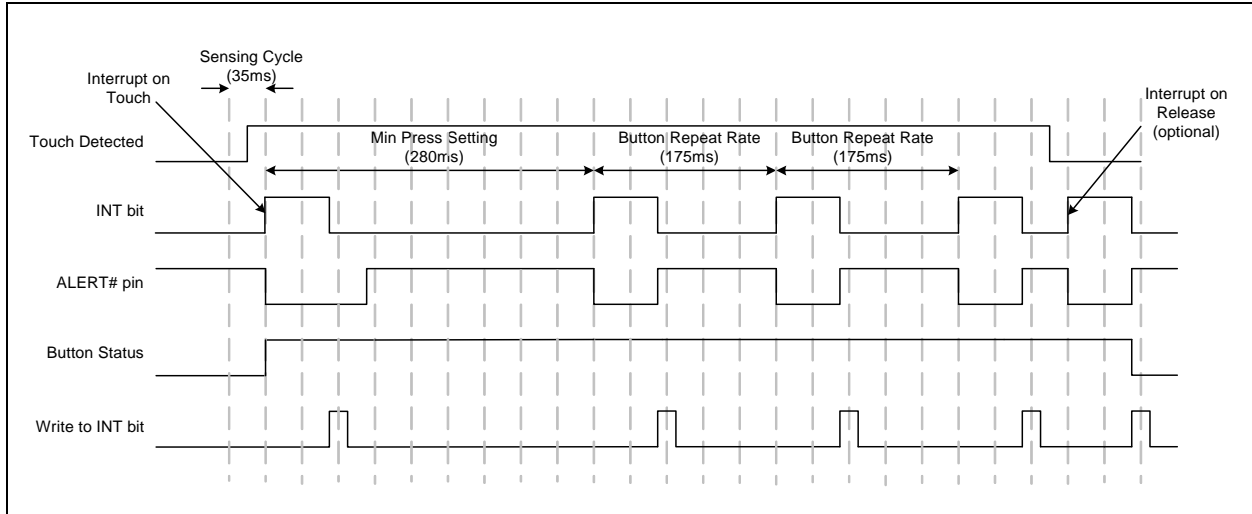 Sensing Cycle
(35ms)
Interrupt on
Touch
Interrupt on
Release
(optional)
Touch Detected
Min Press Setting
(280ms)
Button Repeat Rate
(175ms)
Button Repeat Rate
(175ms)
INT bit
ALERT# pin
Button Status
Write to INT bit